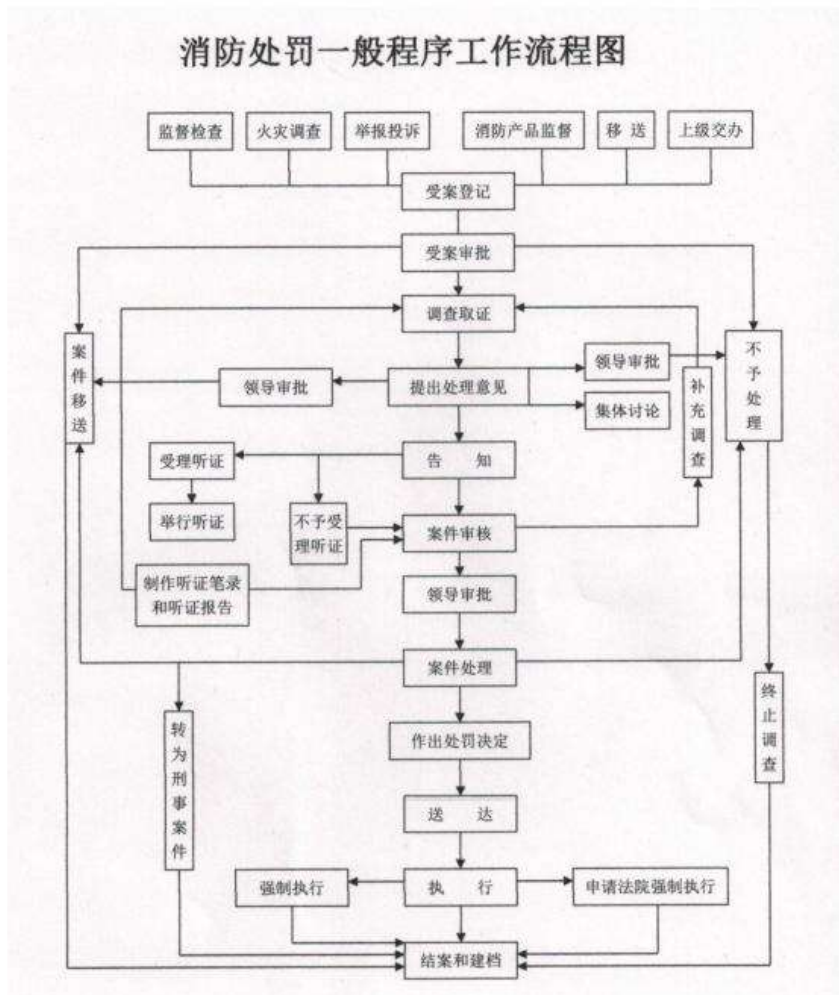 消防处罚一般程序工作流程图
监督检查
火灾调查
举报投诉
消防产品监督
移 送
上级交办
受案登记
受案审批
调查取证
案件移送
领导审批
提出处理意见
领导审批
集体讨论
补充调查
不予处理
受理听证
告 知
举行听证
不予受
理听证
案件审核
制作听证笔录
和听证报告
领导审批
案件处理
转为刑事案件
作出处罚决定
终止调查
送 达
强制执行
执 行
申请法院强制执行
结案和建档